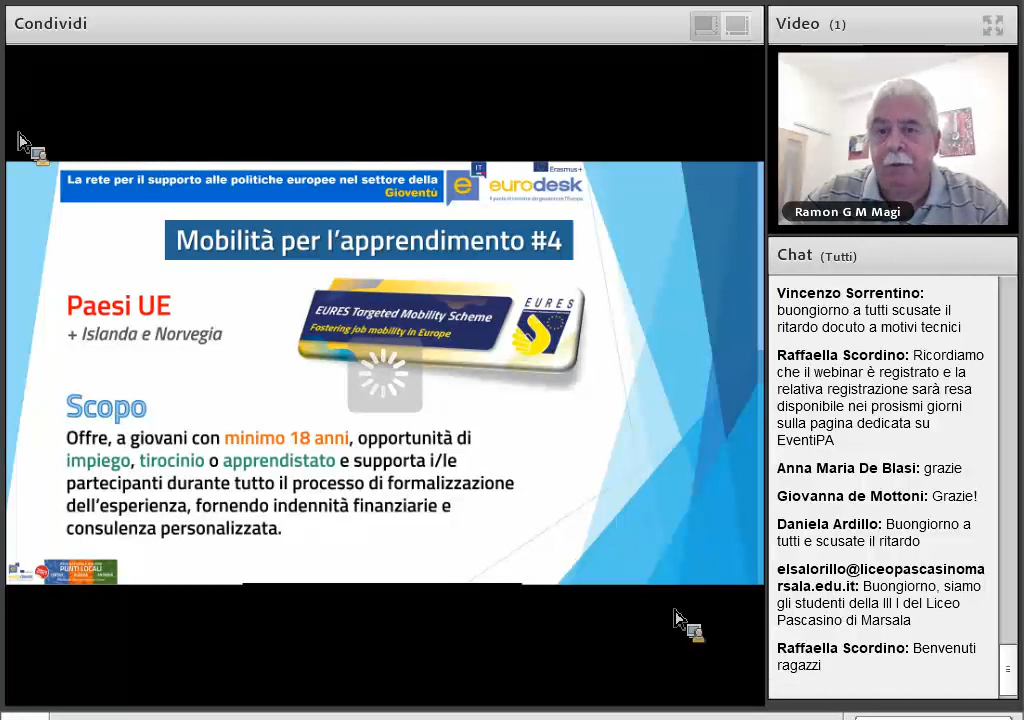 Condividi
La rete per il supporto alle politiche europee nel settore della
Gioventù
IT
Erasmus+
eurodesk
Mobilità per l'apprendimento #4
Paesi UE
+ Islanda e Norvegia
EURES Targeted Mobility Scheme
Fostering job mobility in Europe
EURES
Scopo
Offre, a giovani con minimo 18 anni, opportunità di
impiego, tirocinio o apprendistato e supporta i/le
partecipanti durante tutto il processo di formalizzazione
dell'esperienza, fornendo indennità finanziarie e
consulenza personalizzata.
PUNTI LOCALI
Video (1)
Ramon G M Magi
Chat (Tutti)
Vincenzo Sorrentino:
buongiorno a tutti scusate il
ritardo docuto a motivi tecnici
Raffaella Scordino: Ricordiamo
che il webinar è registrato e la
relativa registrazione sarà resa
disponibile nei prosismi giorni
sulla pagina dedicata su
EventiPA
Anna Maria De Blasi: grazie
Giovanna de Mottoni: Grazie!
Daniela Ardillo: Buongiorno a
tutti e scusate il ritardo
elsalorillo@liceopascasinoma
rsala.edu.it: Buongiorno, siamo
gli studenti della III I del Liceo
Pascasino di Marsala
Raffaella Scordino: Benvenuti
ragazzi